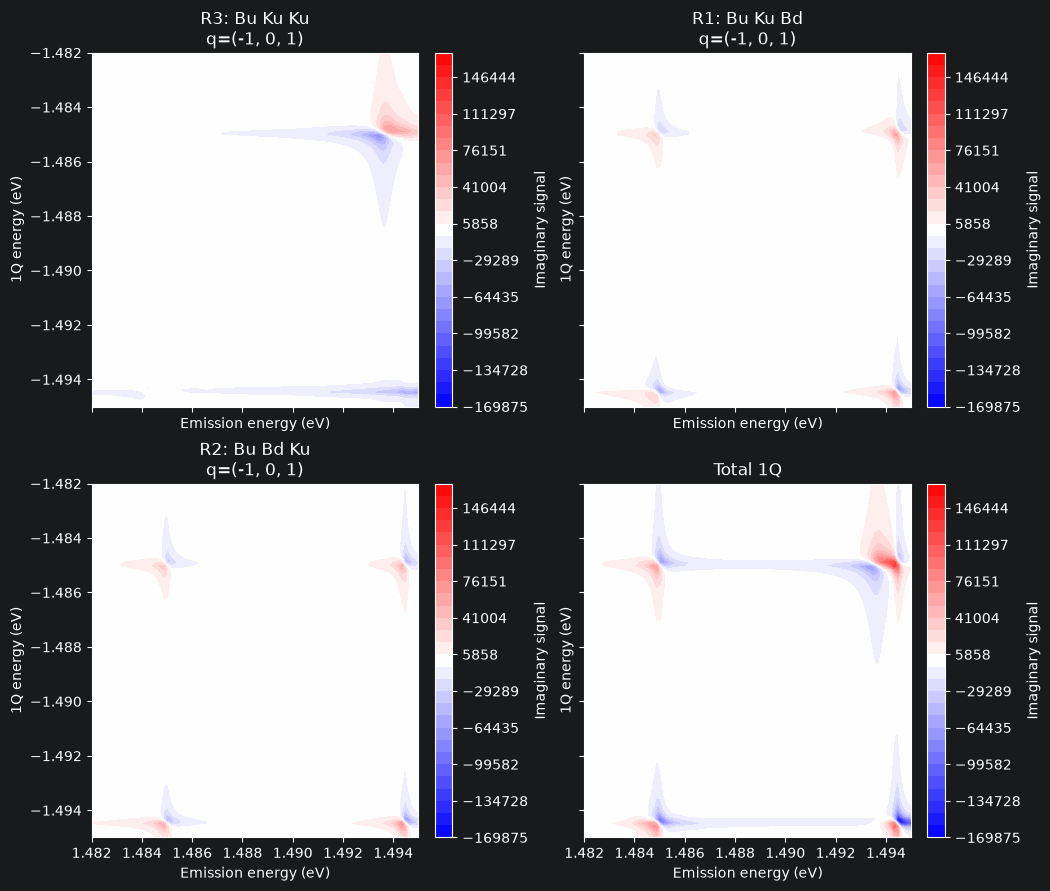 R3: Bu Ku Ku
q=(-1, 0, 1)
−1.482
−1.484
−1.486
−1.488
−1.490
−1.492
−1.494
1Q energy (eV)
Emission energy (eV)
146444
111297
76151
41004
5858
−29289
−64435
−99582
−134728
−169875
Imaginary signal
R1: Bu Ku Bd
q=(-1, 0, 1)
1Q energy (eV)
Emission energy (eV)
146444
111297
76151
41004
5858
−29289
−64435
−99582
−134728
−169875
Imaginary signal
R2: Bu Bd Ku
q=(-1, 0, 1)
−1.482
−1.484
−1.486
−1.488
−1.490
−1.492
−1.494
1Q energy (eV)
1.482 1.484 1.486 1.488 1.490 1.492 1.494
Emission energy (eV)
146444
111297
76151
41004
5858
−29289
−64435
−99582
−134728
−169875
Imaginary signal
Total 1Q
1Q energy (eV)
1.482 1.484 1.486 1.488 1.490 1.492 1.494
Emission energy (eV)
146444
111297
76151
41004
5858
−29289
−64435
−99582
−134728
−169875
Imaginary signal